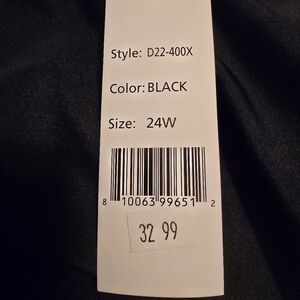 Style: D22-400X
Color: BLACK
Size: 24W
8 10063 99651 2
32 99